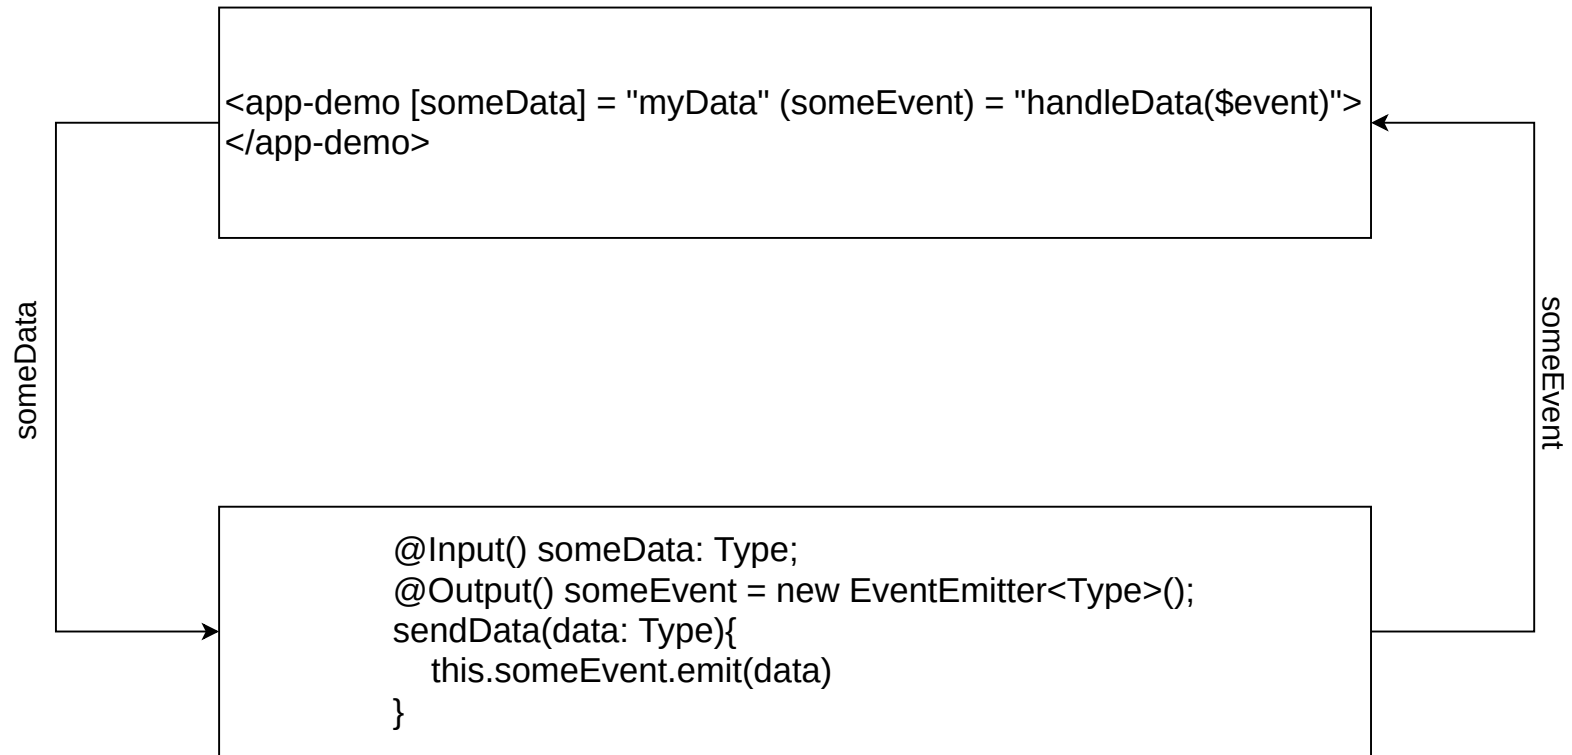 <app-demo [someData] = "myData" (someEvent) = "handleData($event)">
</app-demo>
someData
someEvent
@Input() someData: Type;
@Output() someEvent = new EventEmitter<Type>();
sendData(data: Type){
    this.someEvent.emit(data)
}